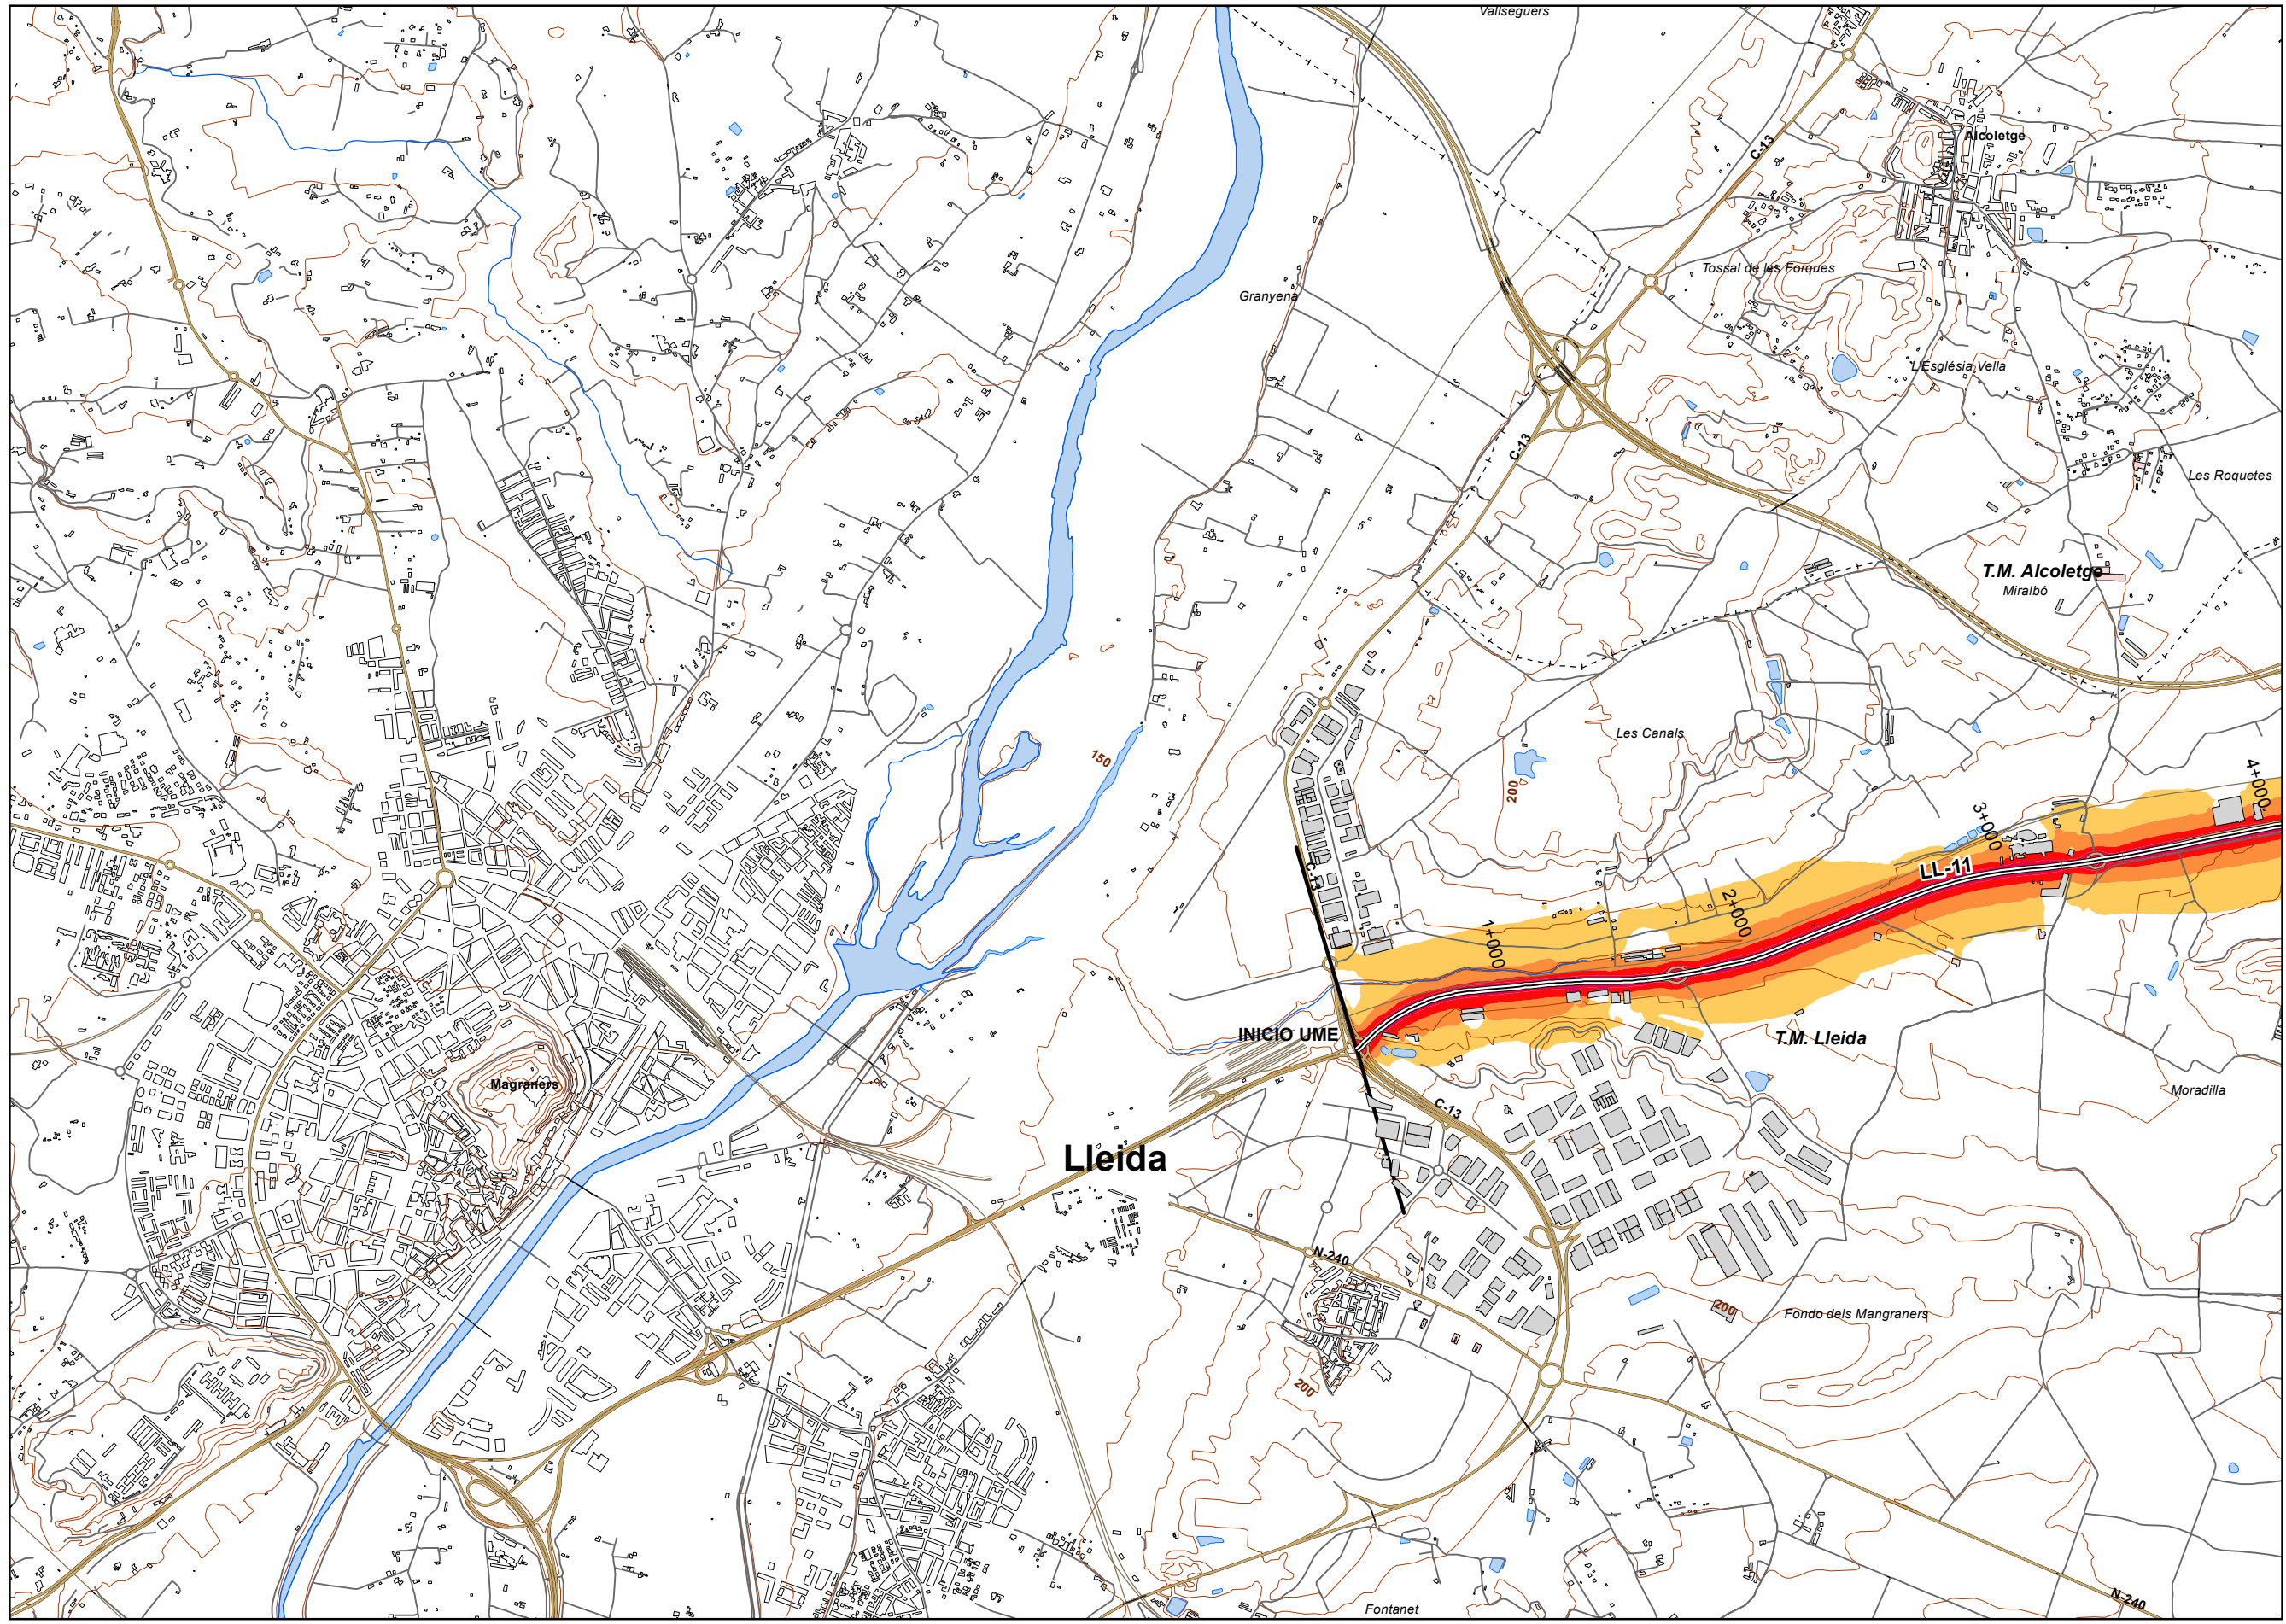 Vallseguers
Alcoletge
C-13
Tossal de les Forques
Granyena
L'Església Vella
C-13
Les Roquetes
T.M. Alcoletge
Miralbó
Les Canals
150
200
4+000
3+000
LL-11
C-13
2+000
1+000
INICIO UME
T.M. Lleida
Magraners
Moradilla
C-13
Lleida
N-240
200
Fondo dels Mangraners
200
N-240
Fontanet